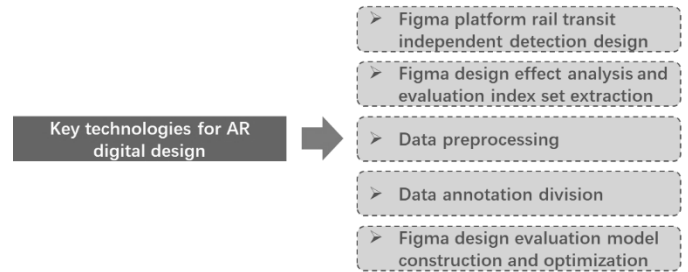 Key technologies for AR
digital design
➢ Figma platform rail transit
independent detection design
➢ Figma design effect analysis and
evaluation index set extraction
➢ Data preprocessing
➢ Data annotation division
➢ Figma design evaluation model
construction and optimization